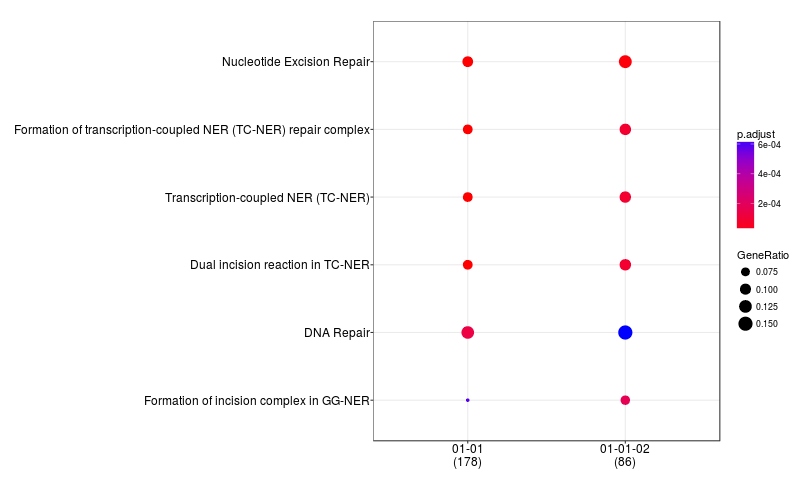 Nucleotide Excision Repair
Formation of transcription-coupled NER (TC-NER) repair complex
Transcription-coupled NER (TC-NER)
Dual incision reaction in TC-NER
DNA Repair
Formation of incision complex in GG-NER
01-01
(178)
01-01-02
(86)
p.adjust
6e-04
4e-04
2e-04
GeneRatio
0.075
0.100
0.125
0.150